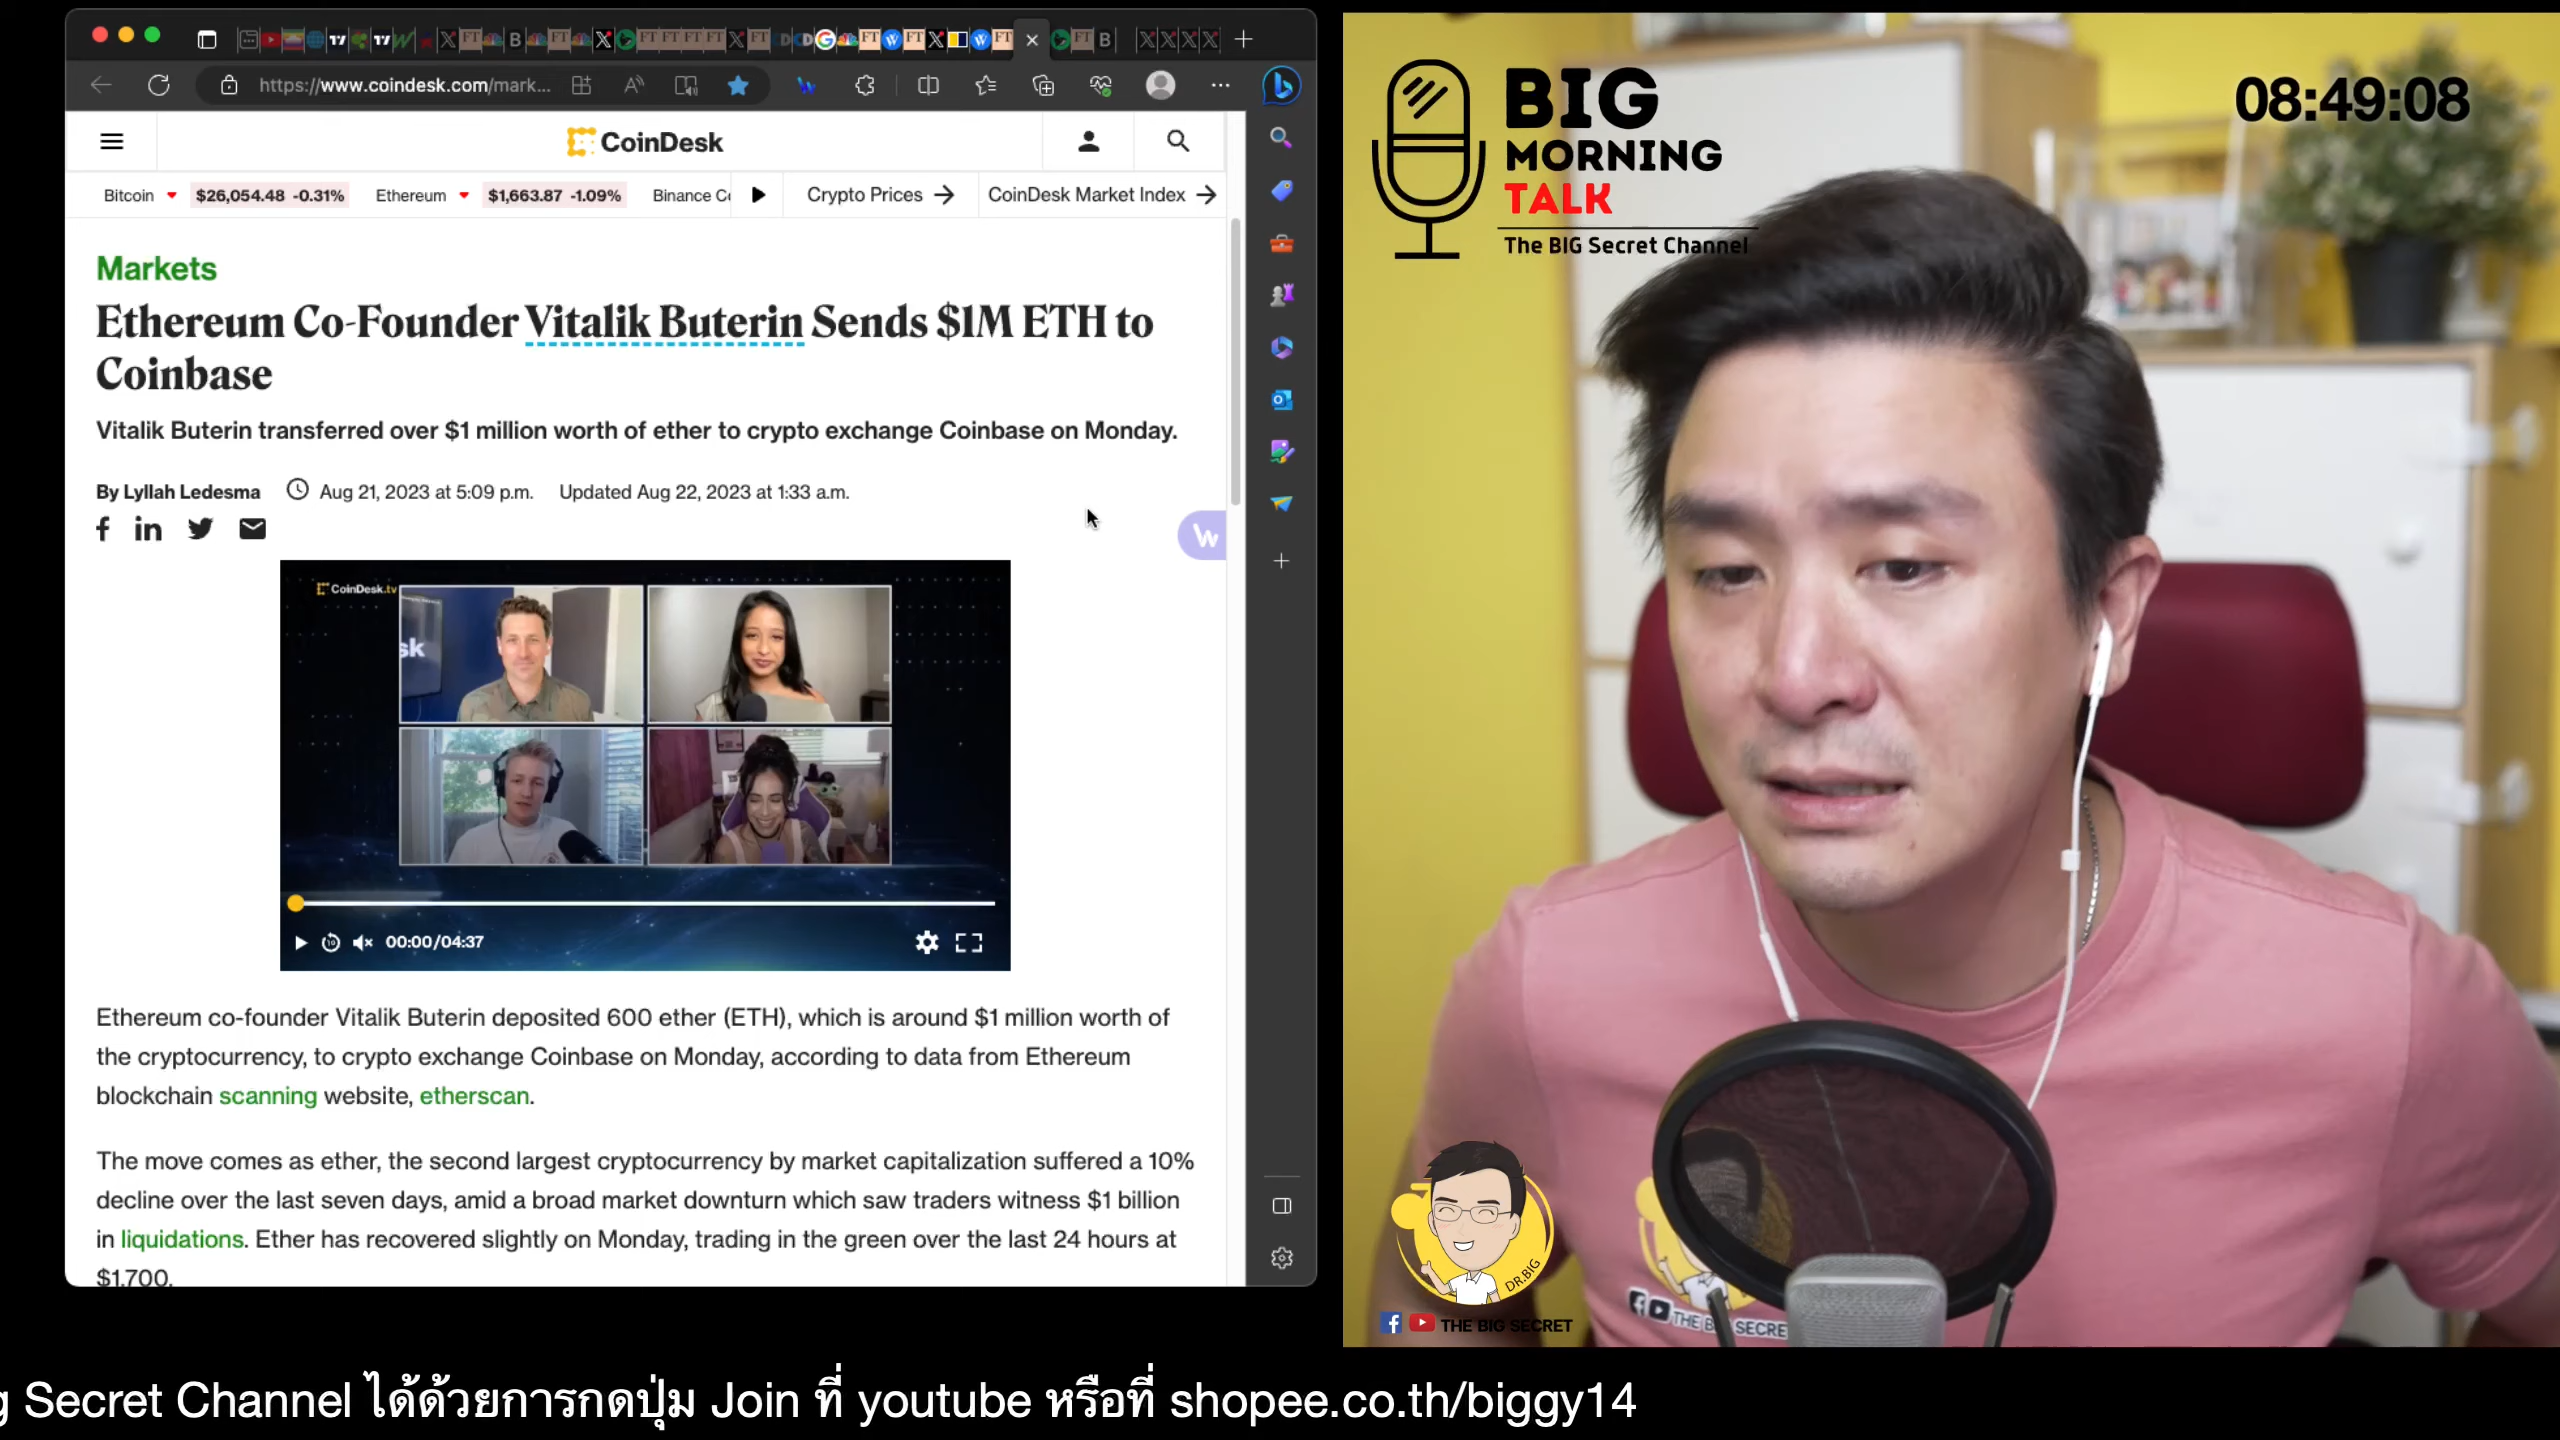 https://www.coindesk.com/mark...
CoinDesk
Bitcoin $26,054.48 -0.31% Ethereum $1,663.87 -1.09% Binance Crypto Prices CoinDesk Market Index
Markets
Ethereum Co-Founder Vitalik Buterin Sends $1M ETH to
Coinbase
Vitalik Buterin transferred over $1 million worth of ether to crypto exchange Coinbase on Monday.
By Lyllah Ledesma Aug 21, 2023 at 5:09 p.m. Updated Aug 22, 2023 at 1:33 a.m.
CoinDesk.tv
sk
00:00/04:37
Ethereum co-founder Vitalik Buterin deposited 600 ether (ETH), which is around $1 million worth of
the cryptocurrency, to crypto exchange Coinbase on Monday, according to data from Ethereum
blockchain scanning website, etherscan.
The move comes as ether, the second largest cryptocurrency by market capitalization suffered a 10%
decline over the last seven days, amid a broad market downturn which saw traders witness $1 billion
in liquidations. Ether has recovered slightly on Monday, trading in the green over the last 24 hours at
$1,700.
BIG
MORNING
TALK
The BIG Secret Channel
08:49:08
DR.BIG
THE BIG SECRET
THE B SECRE
g Secret Channel ได้ด้วยการกดปุ่ม Join ที่ youtube หรือที่ shopee.co.th/biggy14